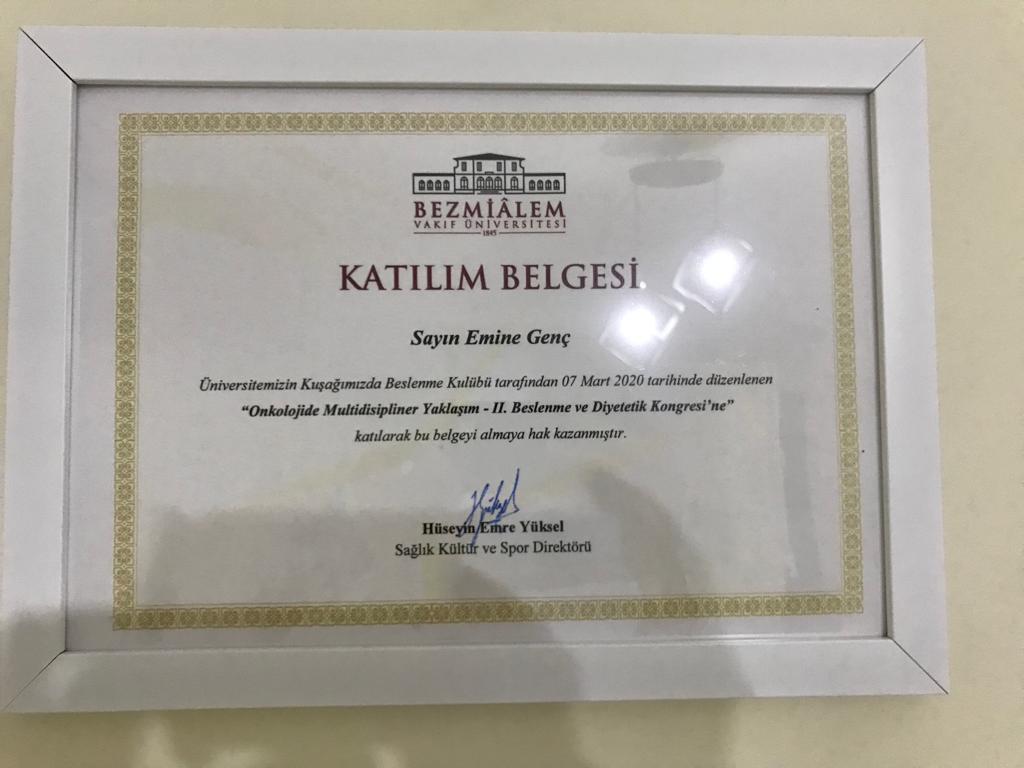 BEZMİÂLEM
VAKIF ÜNİVERSİTESİ
1845
KATILIM BELGESİ
Sayın Emine Genç
Üniversitemizin Kuşağımızda Beslenme Kulübü tarafından 07 Mart 2020 tarihinde düzenlenen
“Onkolojide Multidisipliner Yaklaşım - II. Beslenme ve Diyetetik Kongresi’ne”
katılarak bu belgeyi almaya hak kazanmıştır.
Hüseyin Emre Yüksel
Sağlık Kültür ve Spor Direktörü